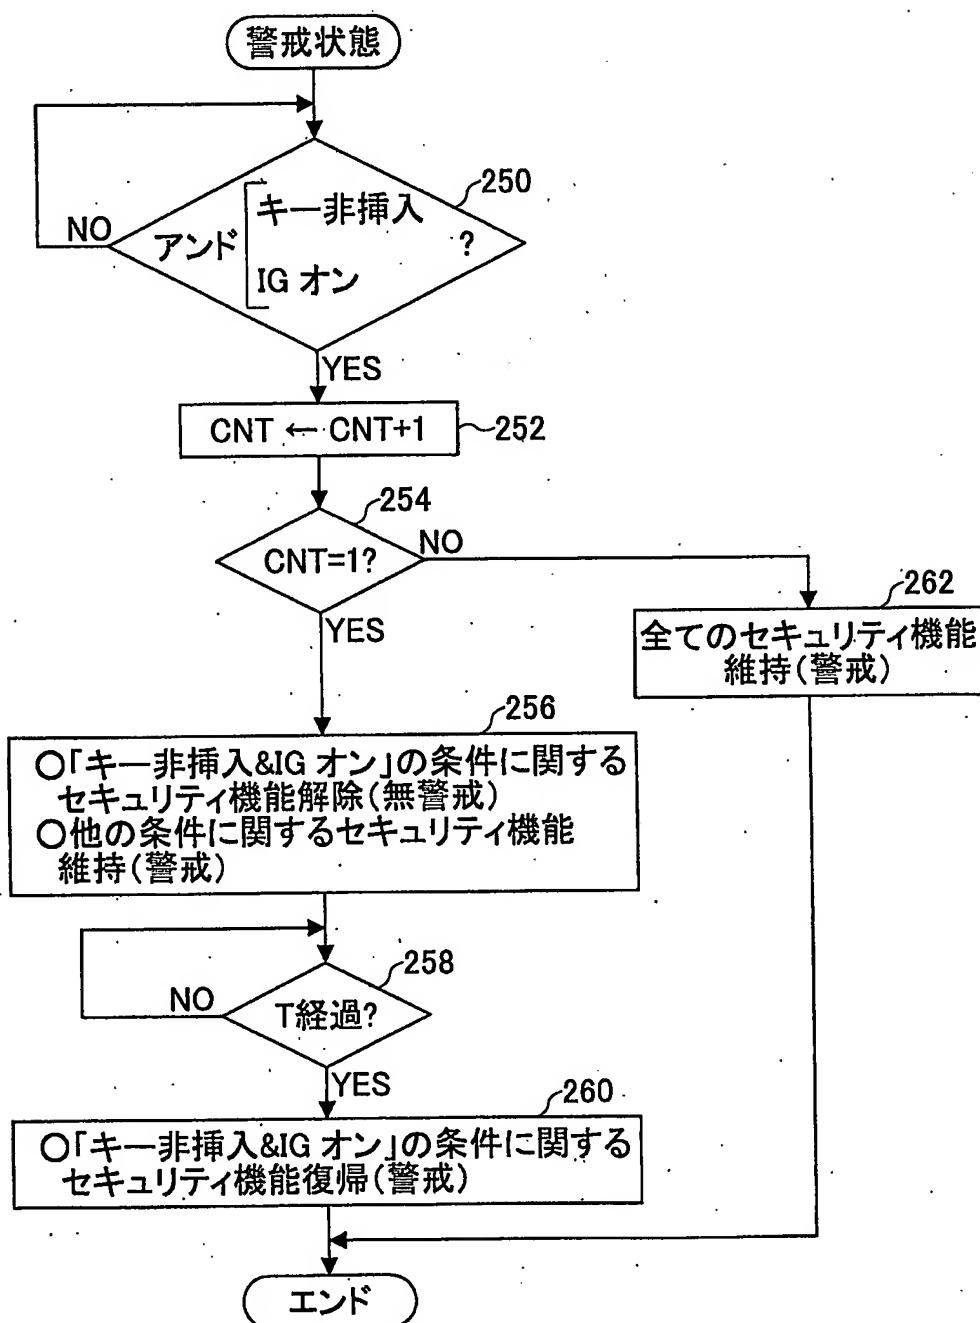 警戒状態
250
キー非挿入
NO
アンド
?
IG オン
YES
CNT ← CNT+1
252
254
CNT=1?
NO
YES
262
全てのセキュリティ機能
維持(警戒)
256
○「キー非挿入&IG オン」の条件に関する
セキュリティ機能解除(無警戒)
○他の条件に関するセキュリティ機能
維持(警戒)
258
NO
T経過?
YES
260
○「キー非挿入&IG オン」の条件に関する
セキュリティ機能復帰(警戒)
エンド